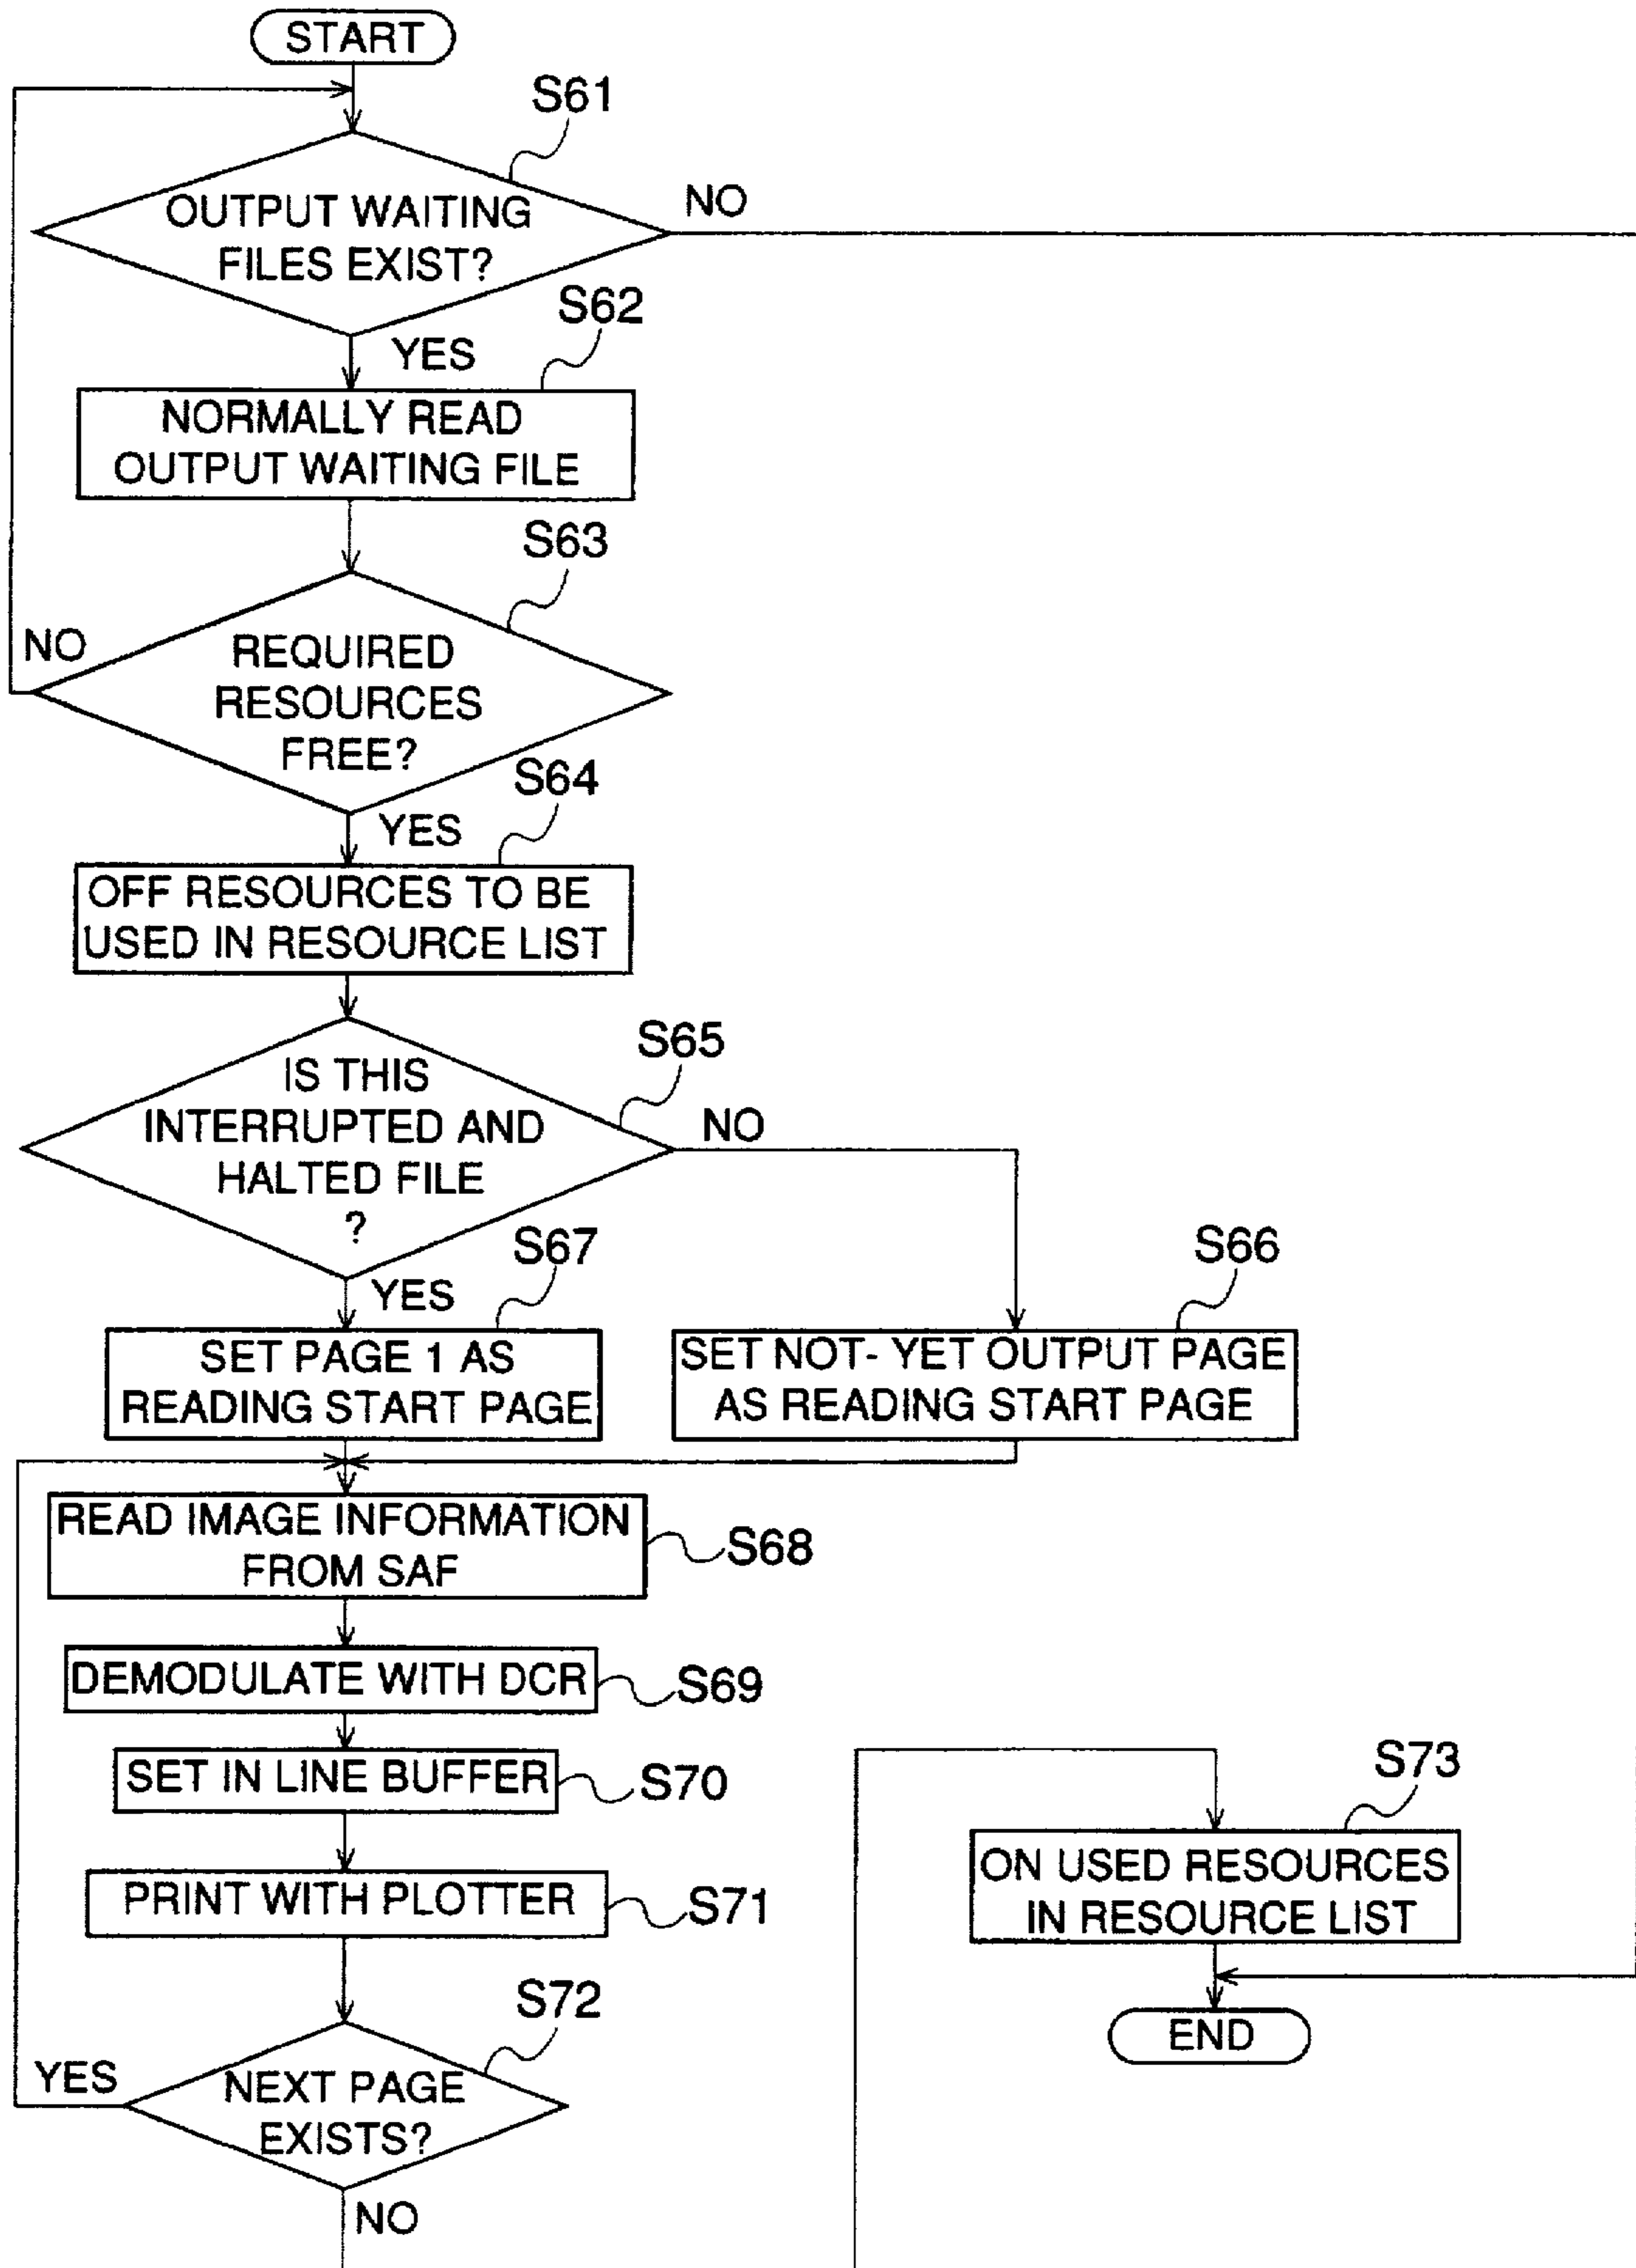 START
S61
OUTPUT WAITING
FILES EXIST?
NO
YES
S62
NORMALLY READ
OUTPUT WAITING FILE
S63
NO
REQUIRED
RESOURCES
FREE?
YES
S64
OFF RESOURCES TO BE
USED IN RESOURCE LIST
S65
IS THIS
INTERRUPTED AND
HALTED FILE
?
NO
YES
S67
SET PAGE 1 AS
READING START PAGE
S66
SET NOT- YET OUTPUT PAGE
AS READING START PAGE
READ IMAGE INFORMATION
FROM SAF
S68
DEMODULATE WITH DCR
S69
SET IN LINE BUFFER
S70
PRINT WITH PLOTTER
S71
S72
NEXT PAGE
EXISTS?
YES
NO
S73
ON USED RESOURCES
IN RESOURCE LIST
END